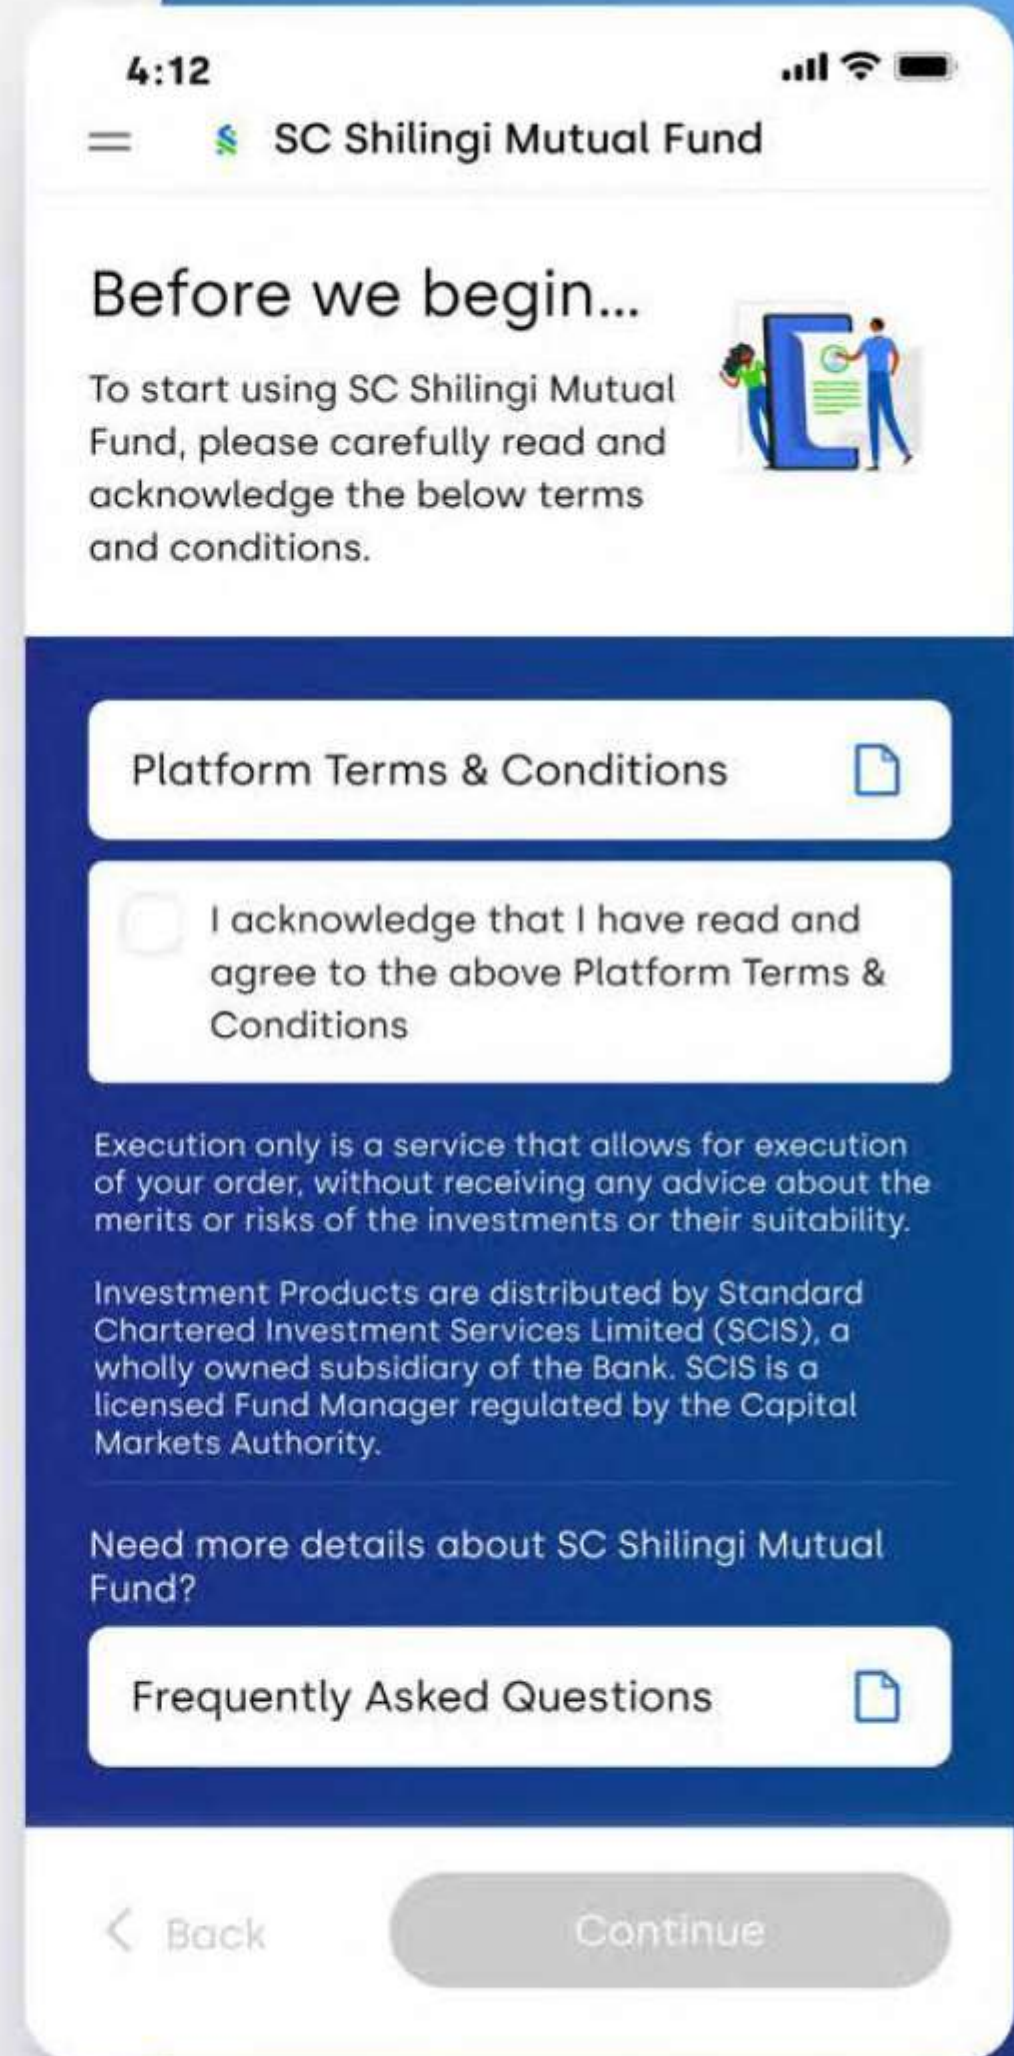 4:12
SC Shilingi Mutual Fund
Before we begin...
To start using SC Shilingi Mutual
Fund, please carefully read and
acknowledge the below terms
and conditions.
Platform Terms & Conditions
I acknowledge that I have read and
agree to the above Platform Terms &
Conditions
Execution only is a service that allows for execution
of your order, without receiving any advice about the
merits or risks of the investments or their suitability.
Investment Products are distributed by Standard
Chartered Investment Services Limited (SCIS), a
wholly owned subsidiary of the Bank. SCIS is a
licensed Fund Manager regulated by the Capital
Markets Authority.
Need more details about SC Shilingi Mutual
Fund?
Frequently Asked Questions
Back
Continue